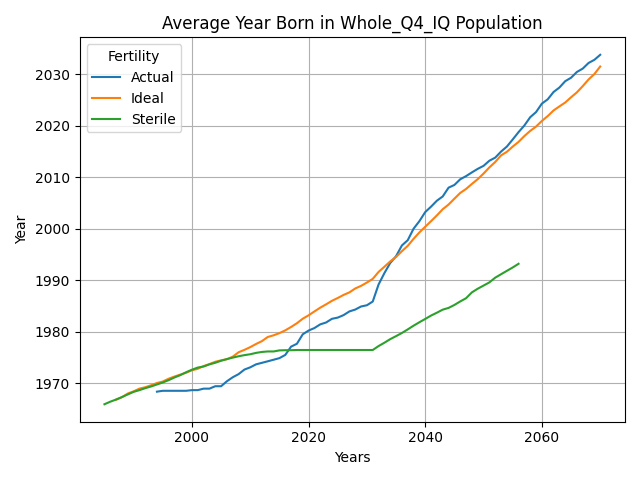 Average Year Born in Whole_Q4_IQ Population
Fertility
Actual
Ideal
Sterile
2030
2020
2010
2000
1990
1980
1970
Year
2000 2020 2040 2060
Years